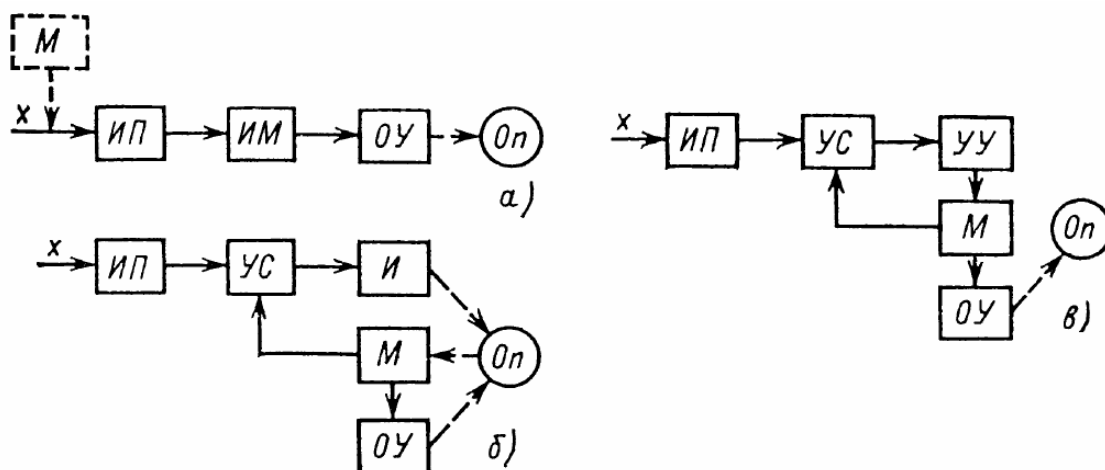 М
x ИП ИМ ОУ Оп
а)
x ИП УС И
М Оп
ОУ
б)
x ИП УС УУ
М Оп
ОУ
в)